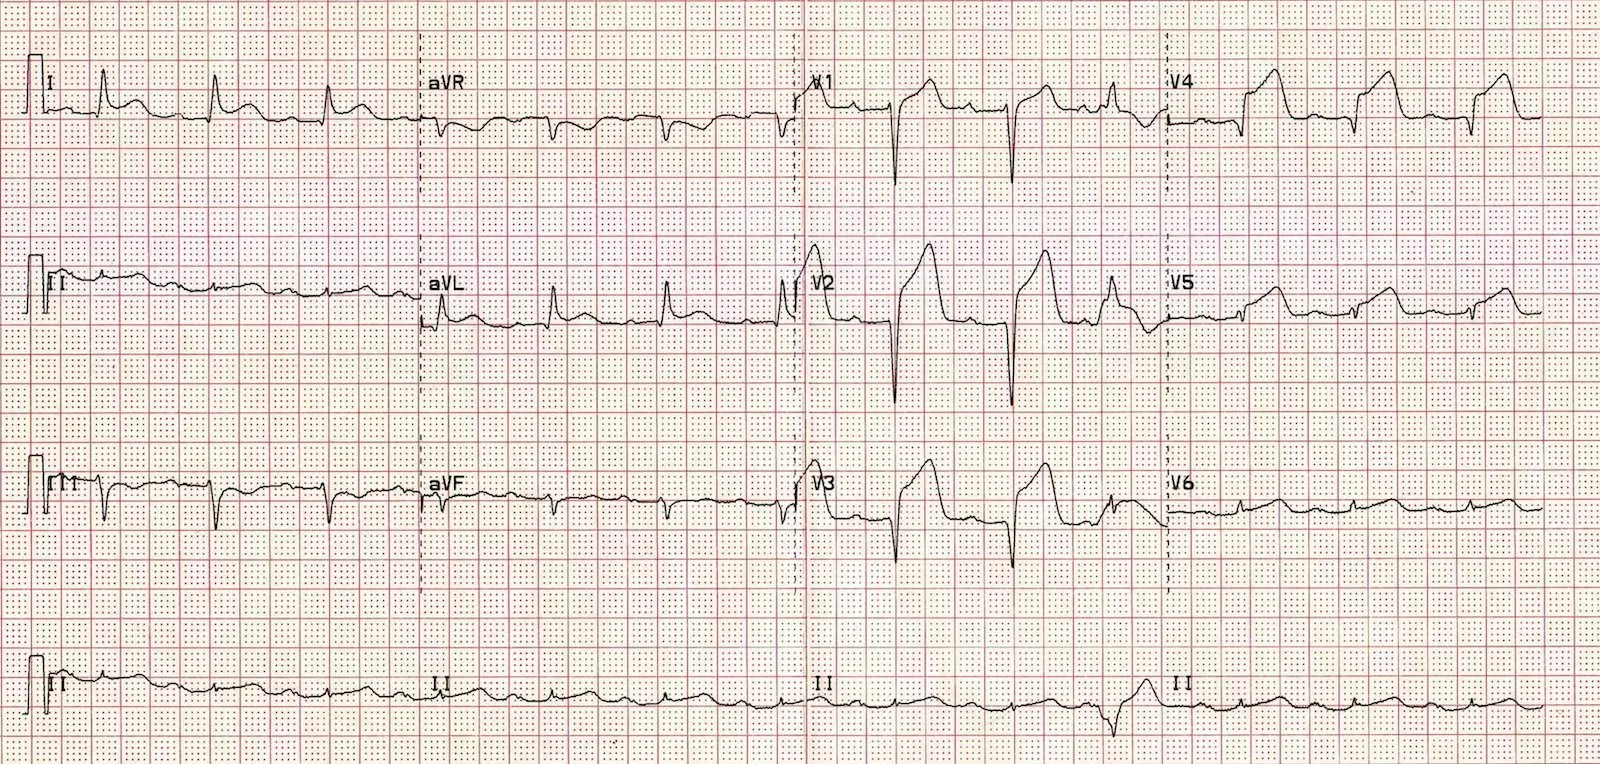 I aVR V1 V4
II aVL V2 V5
III aVF V3 V6
II II II II